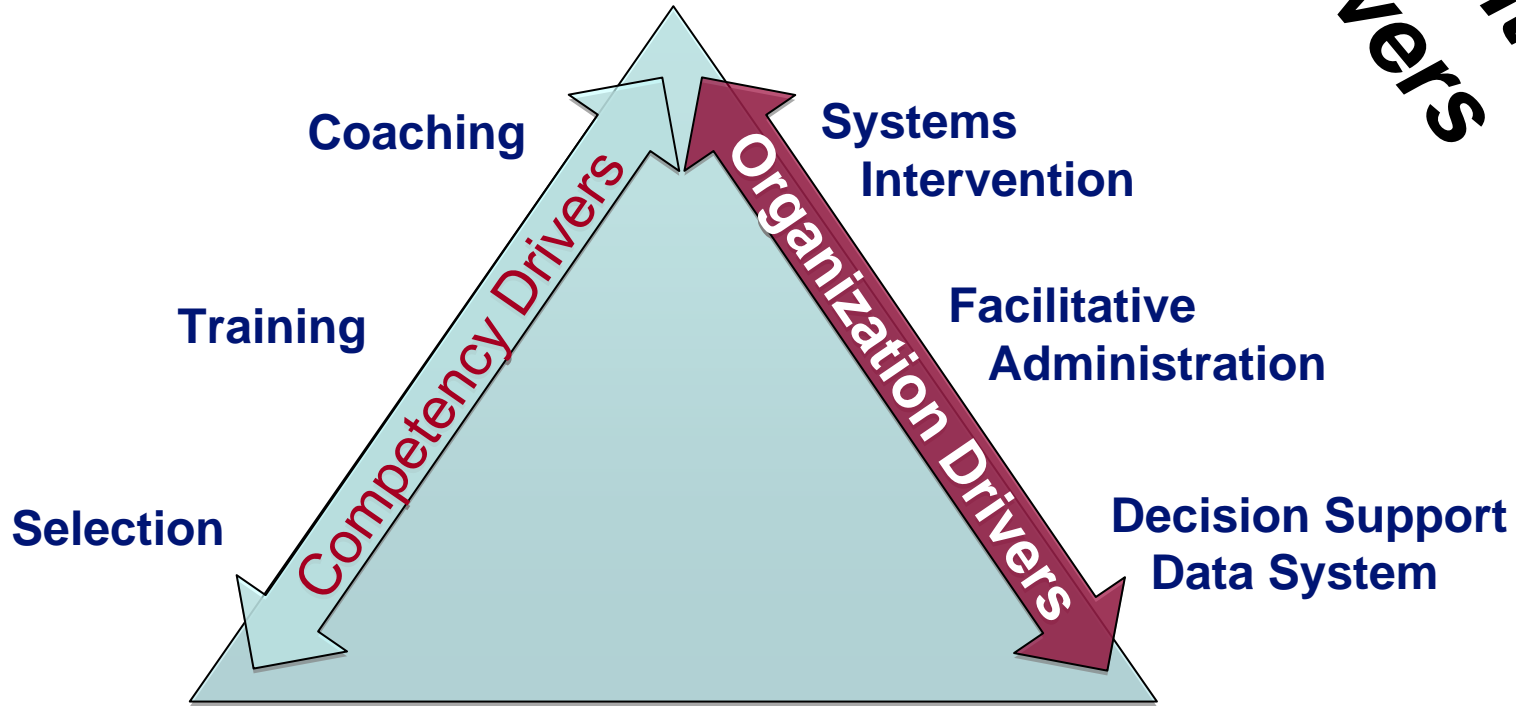 vers
Coaching
Systems
Intervention
Competency Drivers
Organization Drivers
Training
Facilitative
Administration
Selection
Decision Support
Data System